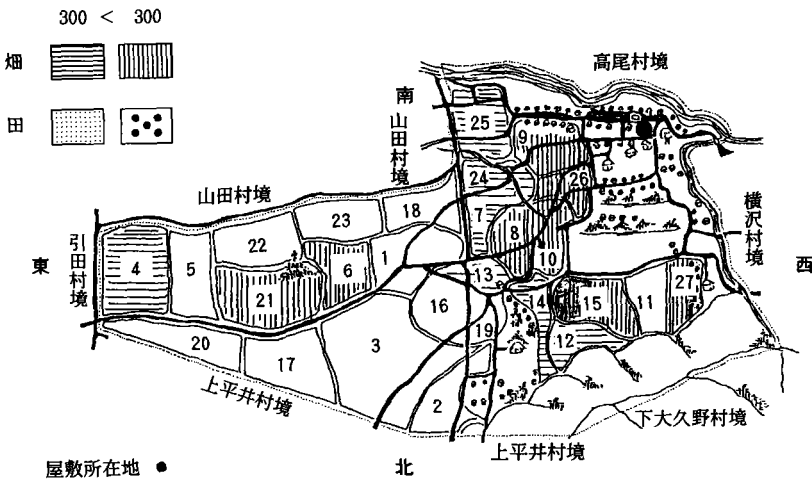 300 < 300
畑
田
高尾村境
南
山田村境
山田村境
横沢村境
東
引田村境
西
25
9
24
26
18
23
22
7
8
10
4
5
21
6
1
13
16
14
15
11
27
19
12
20
17
3
2
上平井村境
下大久野村境
上平井村境
北
屋敷所在地 ●